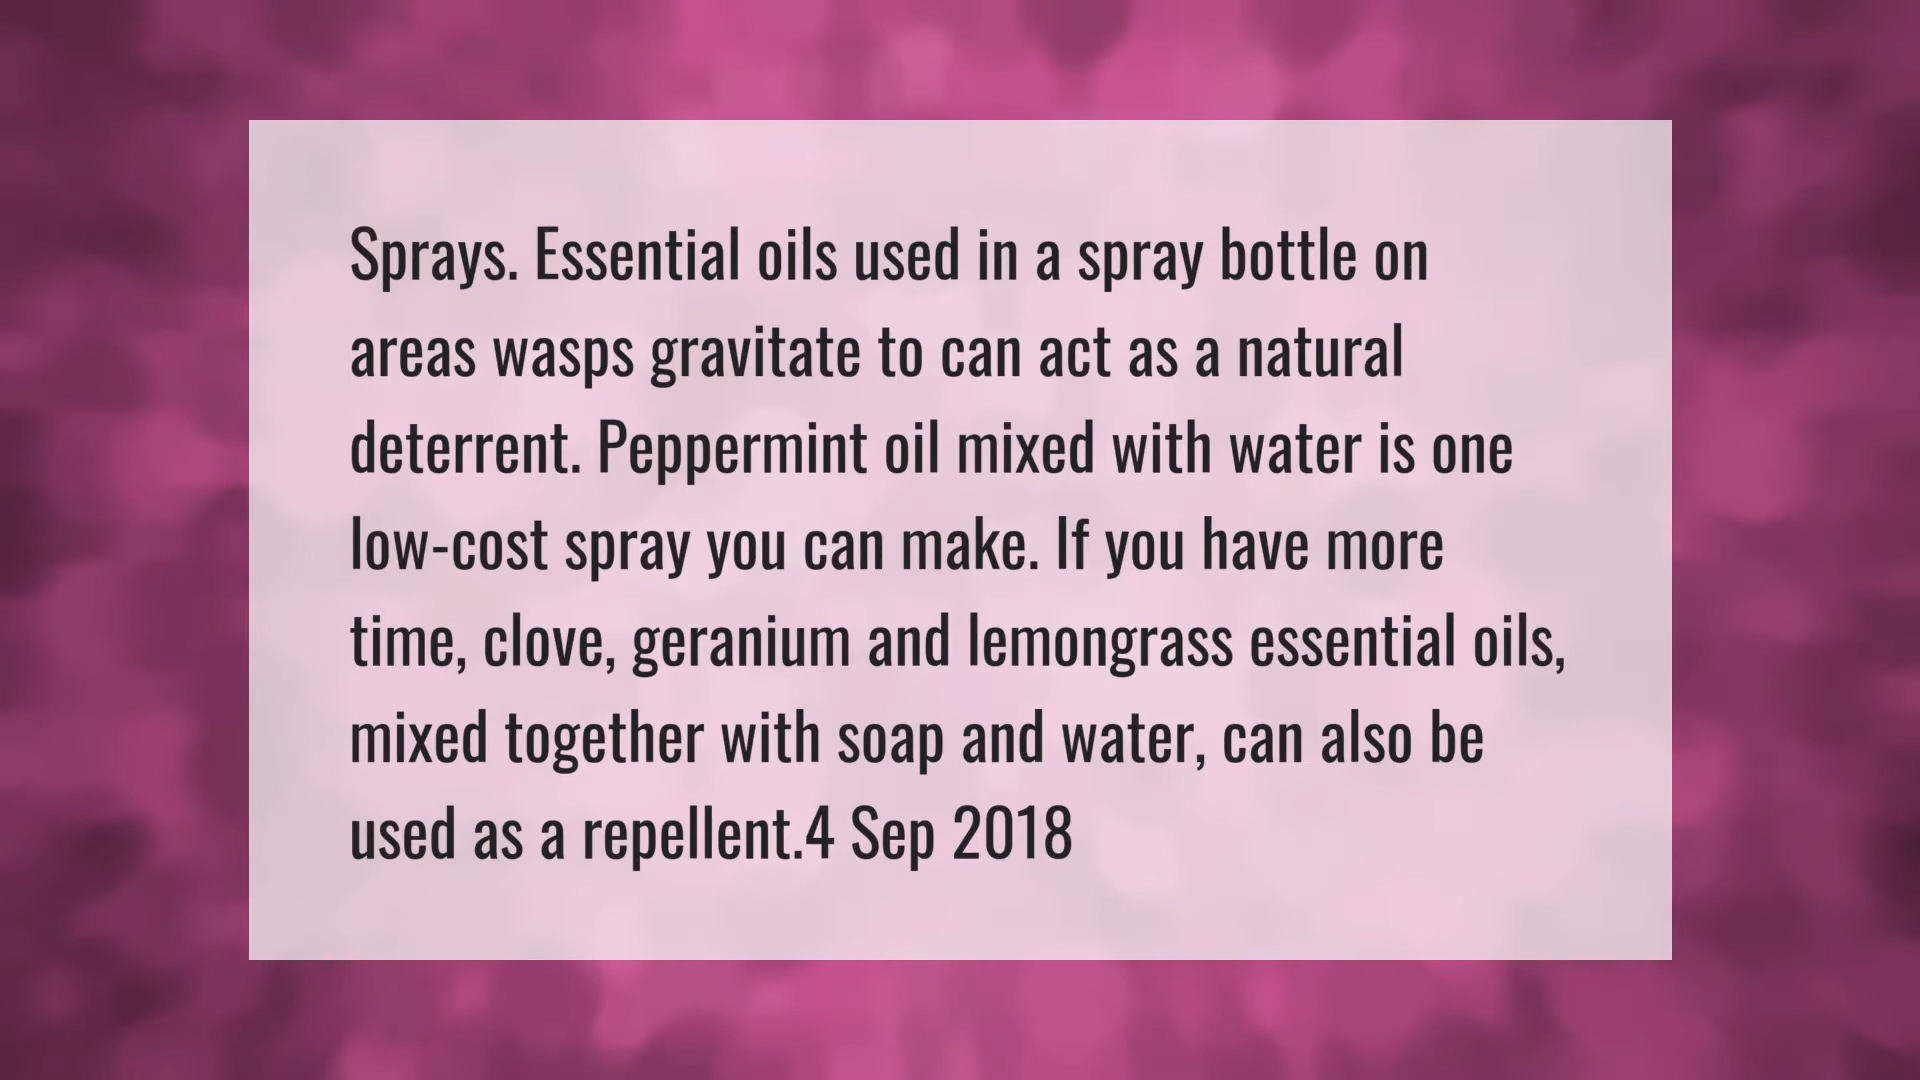 Sprays. Essential oils used in a spray bottle on
areas wasps gravitate to can act as a natural
deterrent. Peppermint oil mixed with water is one
low-cost spray you can make. If you have more
time, clove, geranium and lemongrass essential oils,
mixed together with soap and water, can also be
used as a repellent.4 Sep 2018